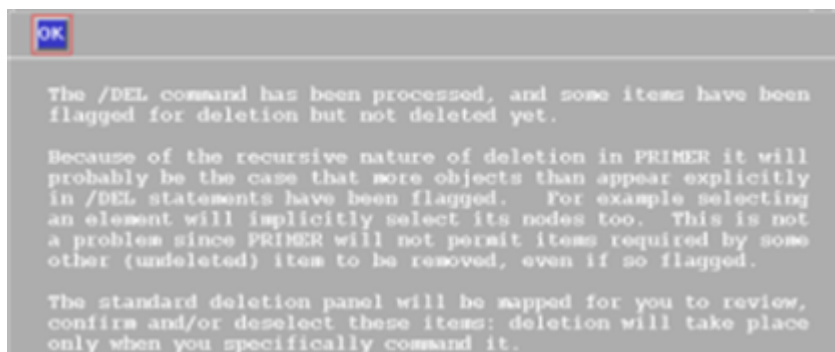 OK
The /DEL command has been processed, and some items have been
flagged for deletion but not deleted yet.
Because of the recursive nature of deletion in PRIMER it will
probably be the case that more objects than appear explicitly
in /DEL statements have been flagged. For example selecting
an element will implicitly select its nodes too. This is not
a problem since PRIMER will not permit items required by some
other (undeleted) item to be removed, even if so flagged.
The standard deletion panel will be mapped for you to review,
confirm and/or deselect these items: deletion will take place
only when you specifically command it.